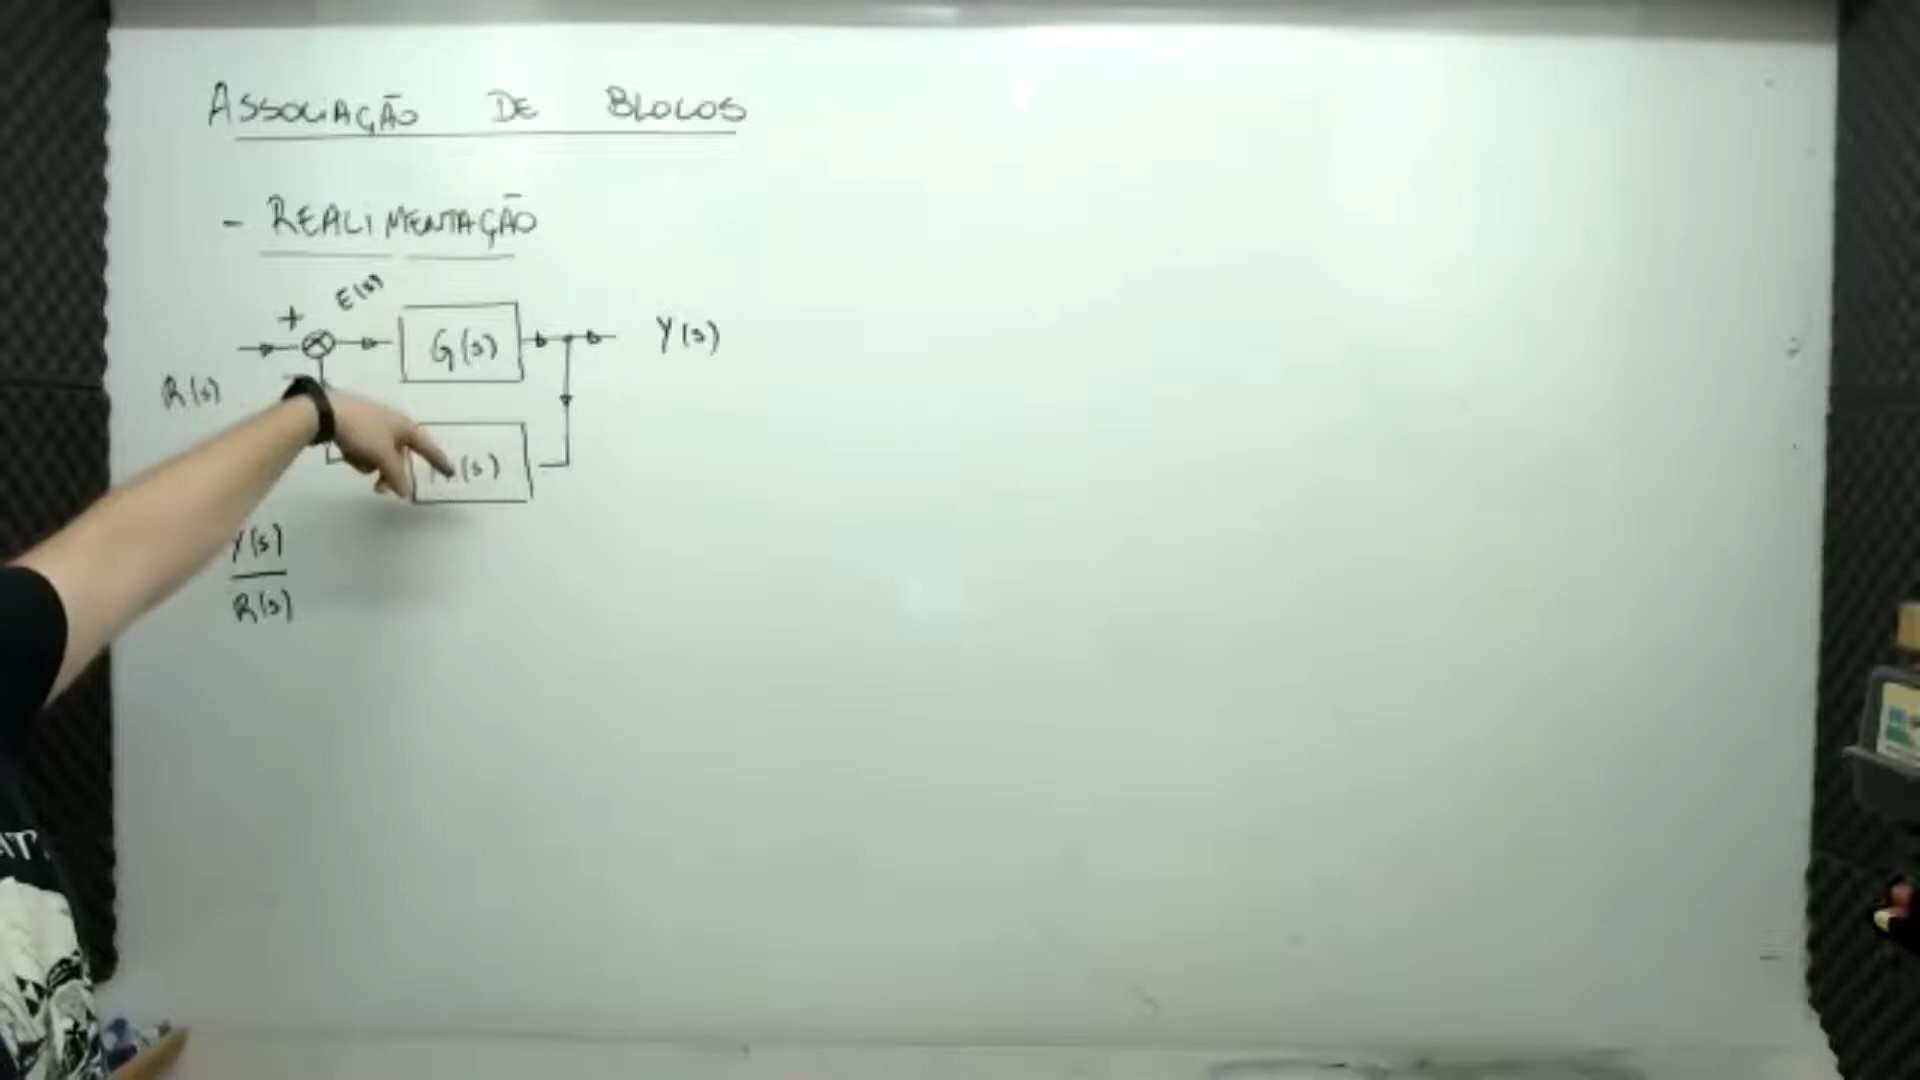 ASSOCIAÇÃO DE BLOCOS
- REALIMENTAÇÃO
+ E(s)
G(s)
Y(s)
R(s)
(s)
Y(s)
R(s)